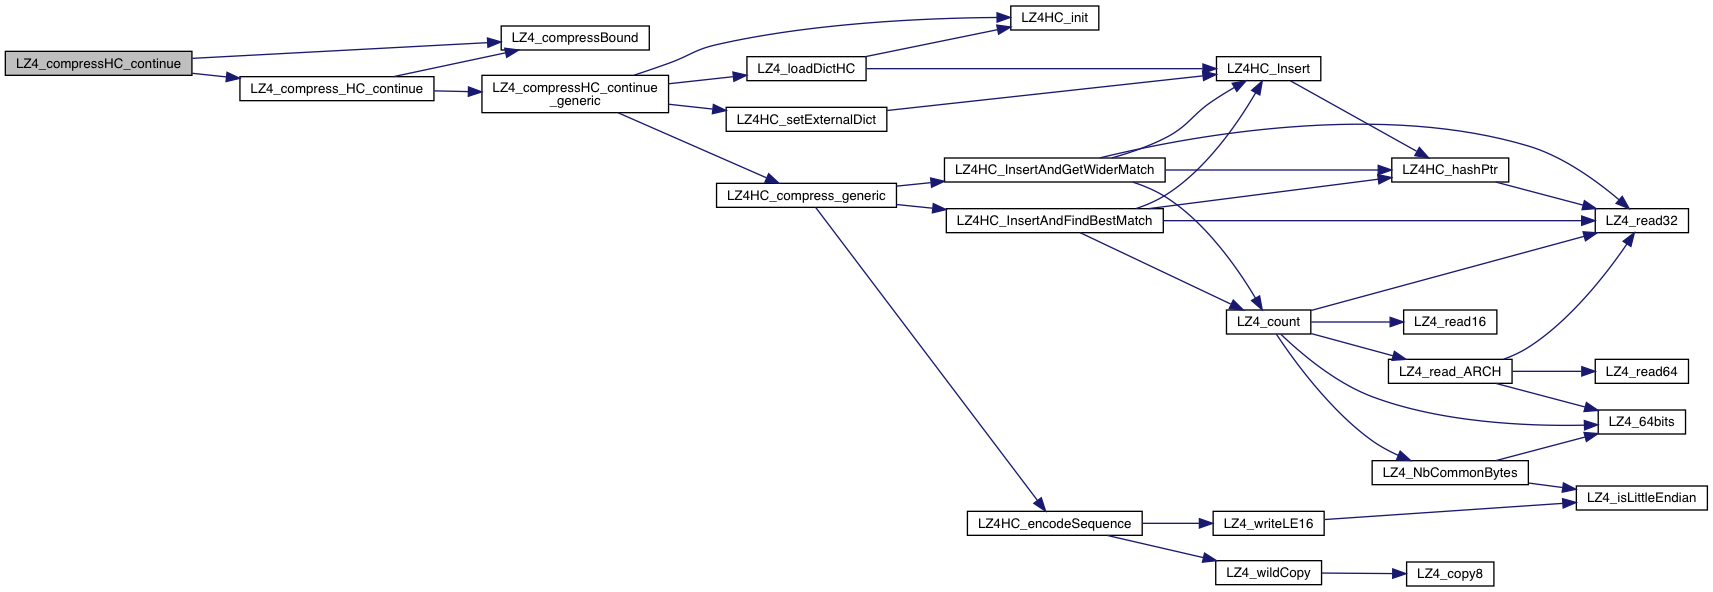 LZ4_compressHC_continue
LZ4_compressBound
LZ4_compress_HC_continue
LZ4_compressHC_continue
_generic
LZ4HC_init
LZ4_loadDictHC
LZ4HC_setExternalDict
LZ4HC_compress_generic
LZ4HC_Insert
LZ4HC_InsertAndGetWiderMatch
LZ4HC_InsertAndFindBestMatch
LZ4HC_hashPtr
LZ4_read32
LZ4_count
LZ4_read16
LZ4_read_ARCH
LZ4_read64
LZ4_64bits
LZ4_NbCommonBytes
LZ4_isLittleEndian
LZ4HC_encodeSequence
LZ4_writeLE16
LZ4_wildCopy
LZ4_copy8